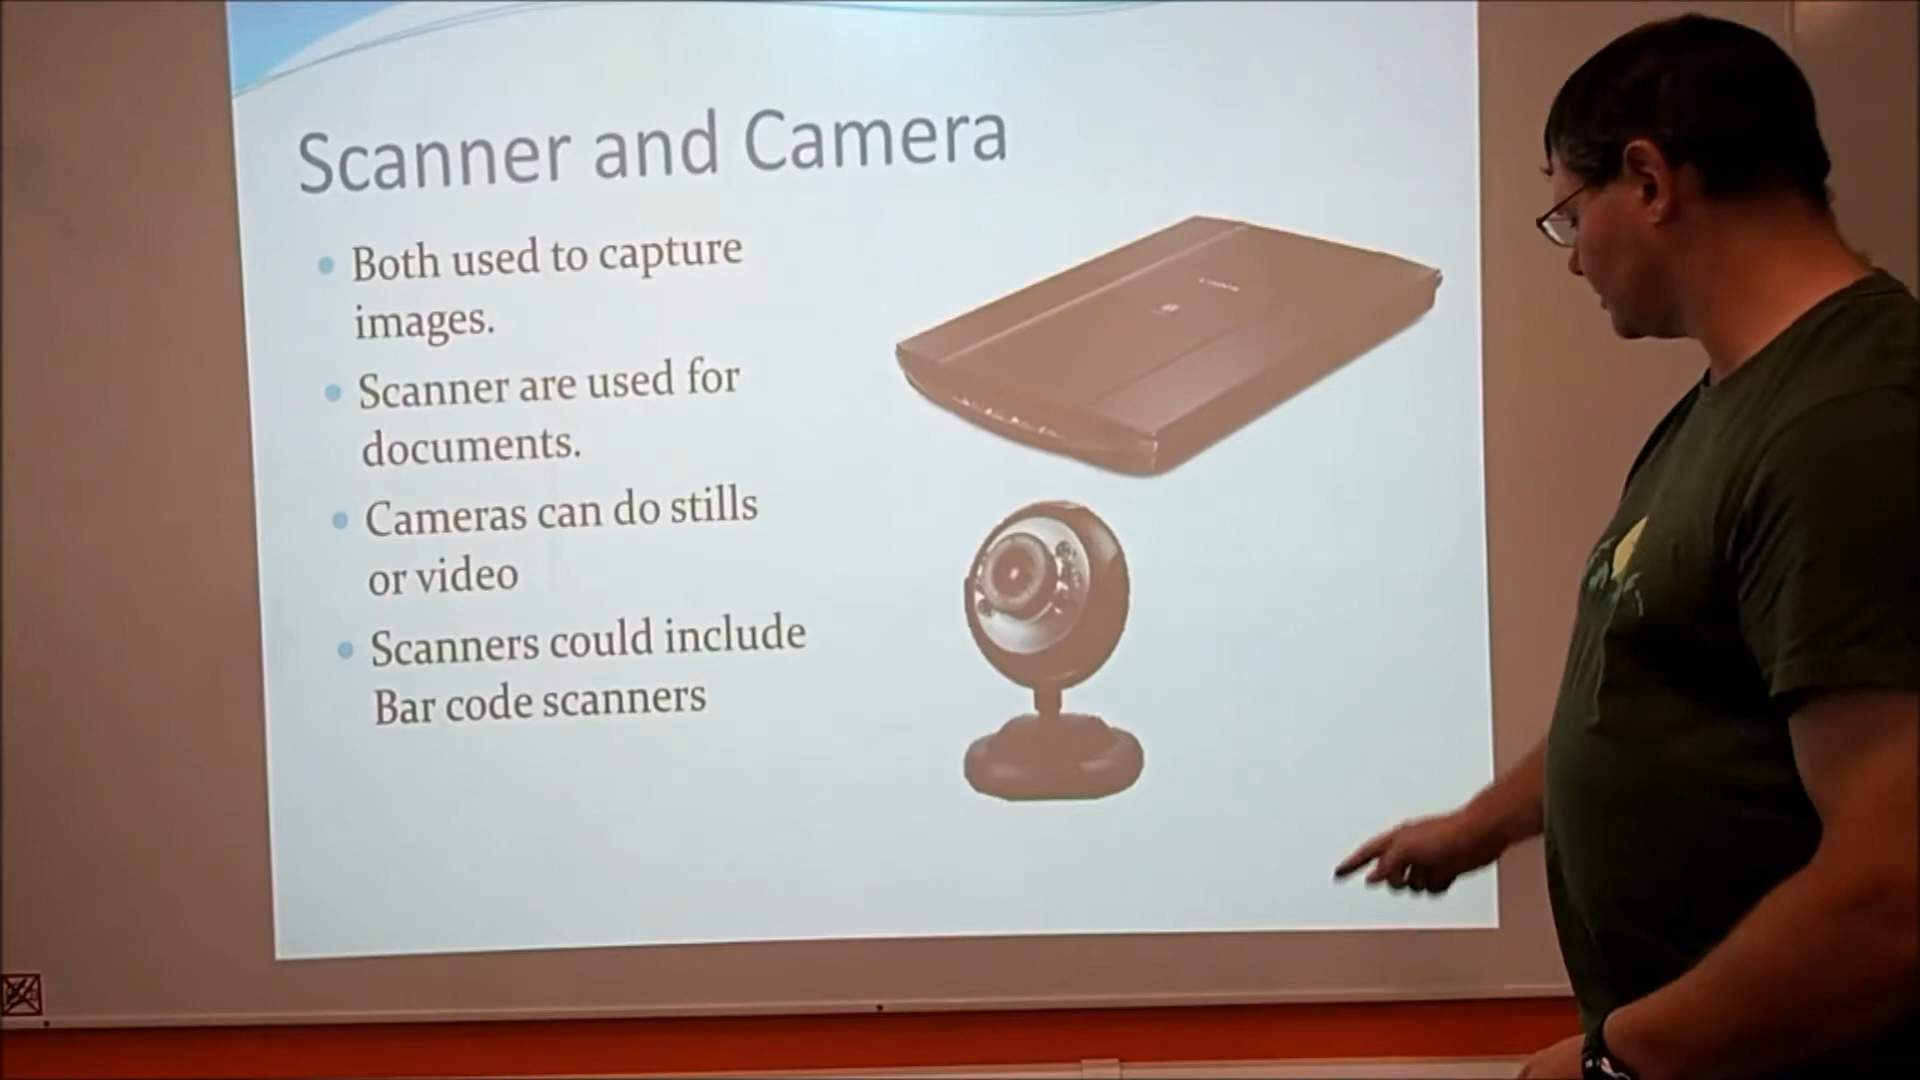 Scanner and Camera
Both used to capture
images.
Scanner are used for
documents.
Cameras can do stills
or video
Scanners could include
Bar code scanners